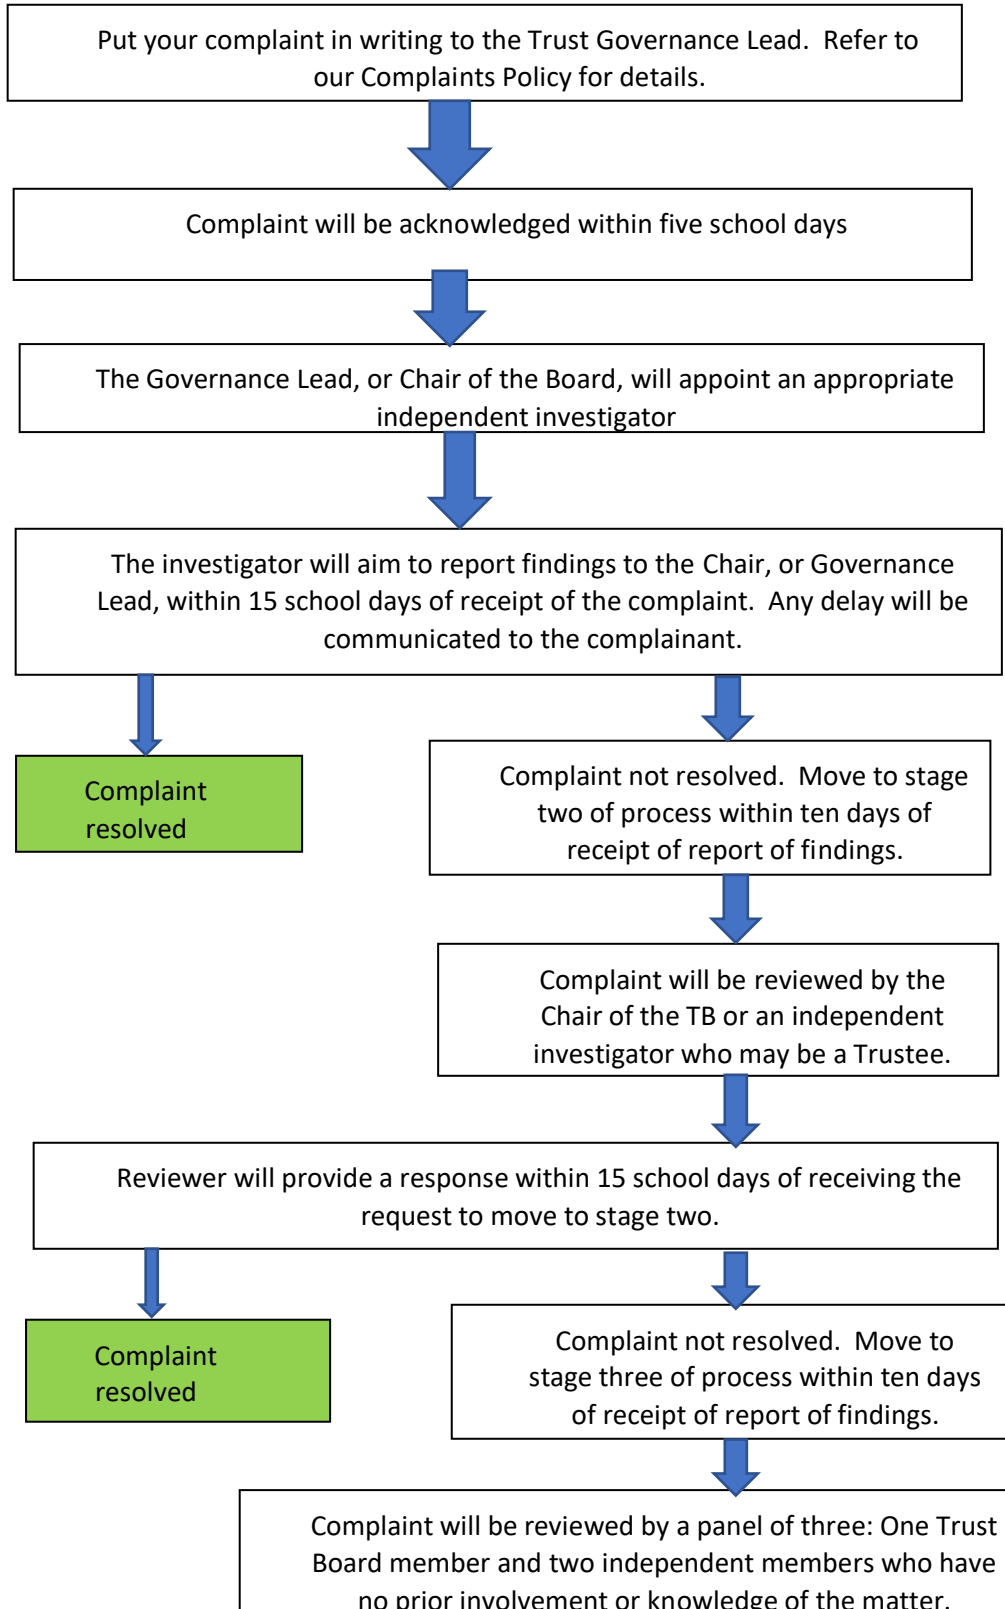 Put your complaint in writing to the Trust Governance Lead.  Refer to
our Complaints Policy for details.
Complaint will be acknowledged within five school days
The Governance Lead, or Chair of the Board, will appoint an appropriate
independent investigator
The investigator will aim to report findings to the Chair, or Governance
Lead, within 15 school days of receipt of the complaint.  Any delay will be
communicated to the complainant.
Complaint
resolved
Complaint not resolved.  Move to stage
two of process within ten days of
receipt of report of findings.
Complaint will be reviewed by the
Chair of the TB or an independent
investigator who may be a Trustee.
Reviewer will provide a response within 15 school days of receiving the
request to move to stage two.
Complaint
resolved
Complaint not resolved.  Move to
stage three of process within ten days
of receipt of report of findings.
Complaint will be reviewed by a panel of three: One Trust
Board member and two independent members who have
no prior involvement or knowledge of the matter.